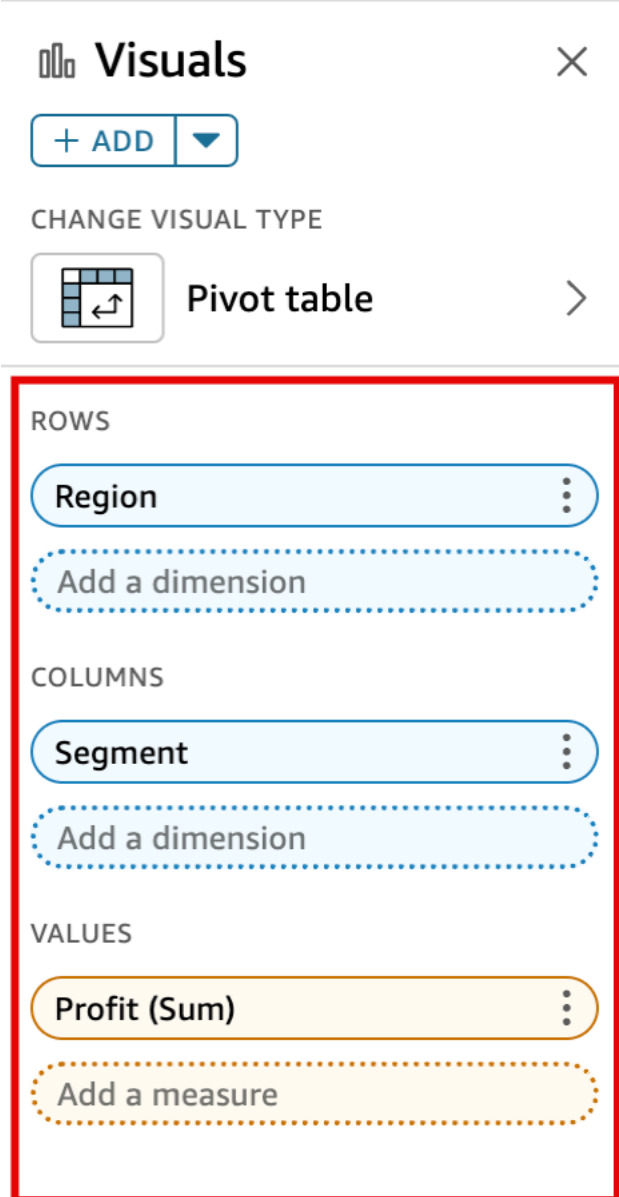 Visuals
+ ADD
CHANGE VISUAL TYPE
Pivot table
ROWS
Region
Add a dimension
COLUMNS
Segment
Add a dimension
VALUES
Profit (Sum)
Add a measure